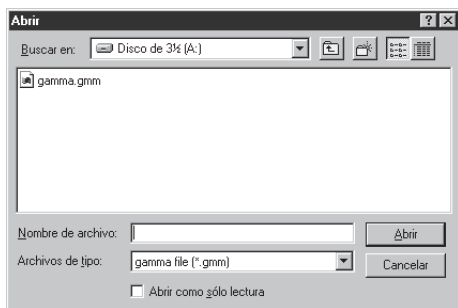 Abrir
Buscar en: Disco de 3½ (A:)
gamma.gmm
Nombre de archivo: Abrir
Archivos de tipo: gamma file (*.gmm) Cancelar
Abrir como sólo lectura